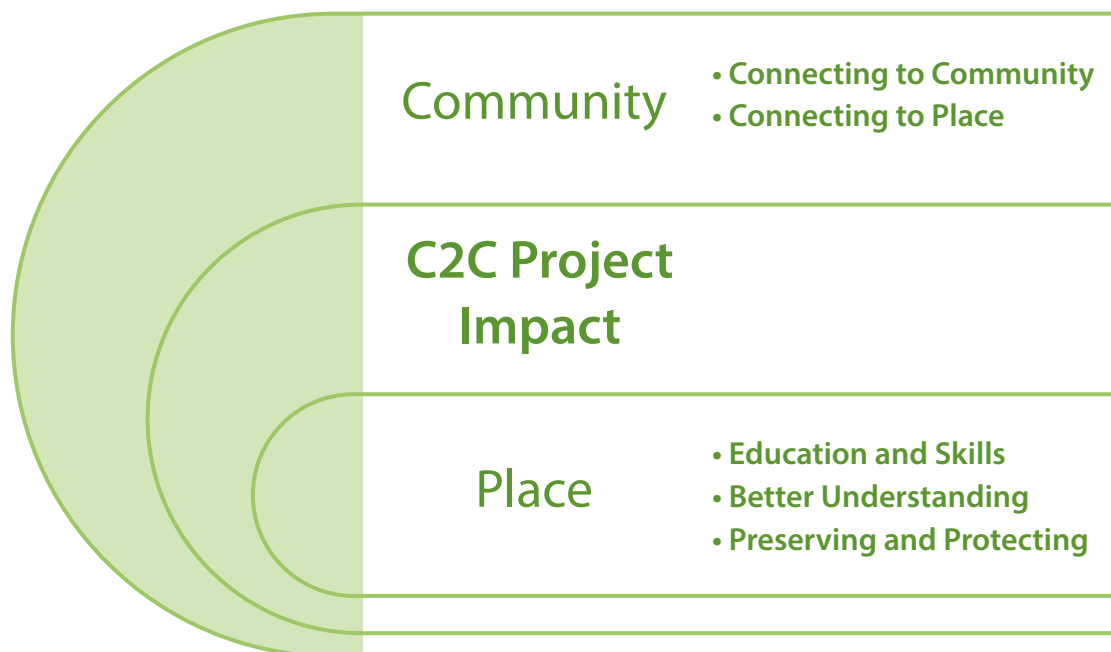 Community
• Connecting to Community
• Connecting to Place
C2C Project
Impact
Place
• Education and Skills
• Better Understanding
• Preserving and Protecting